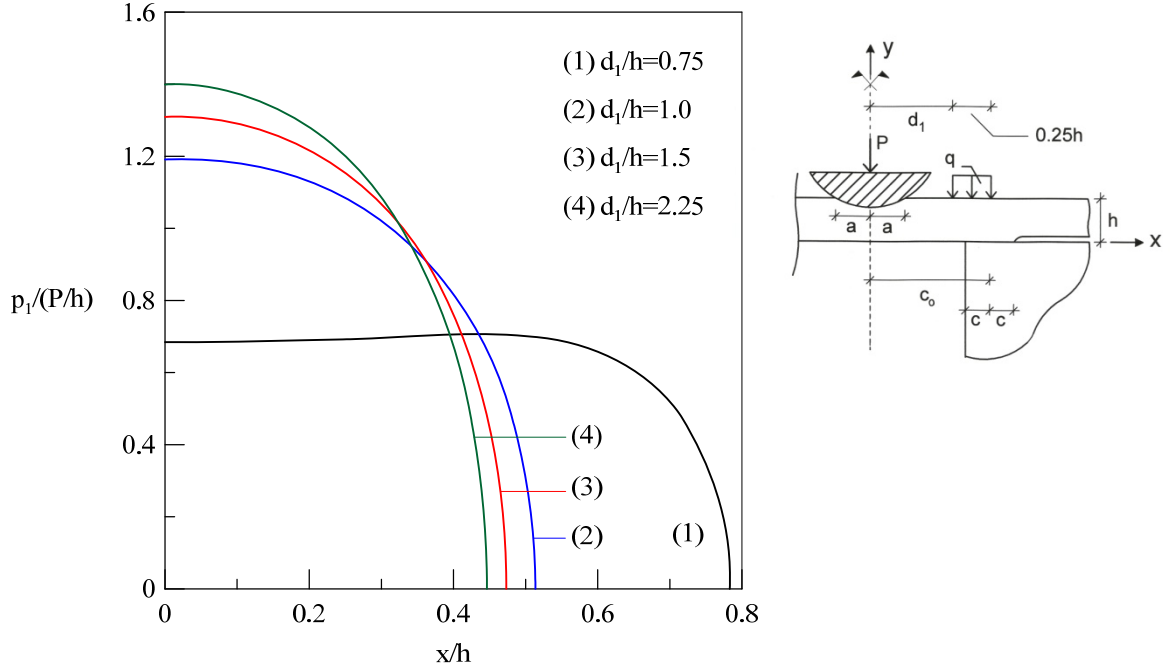 1.6
1.2
0.8
0.4
0
p₁/(P/h)
(1) d₁/h=0.75
(2) d₁/h=1.0
(3) d₁/h=1.5
(4) d₁/h=2.25
(4)
(3)
(2)
(1)
0 0.2 0.4 0.6 0.8
x/h
y
d₁
0.25h
P
q
a a
h
x
c₀
c c